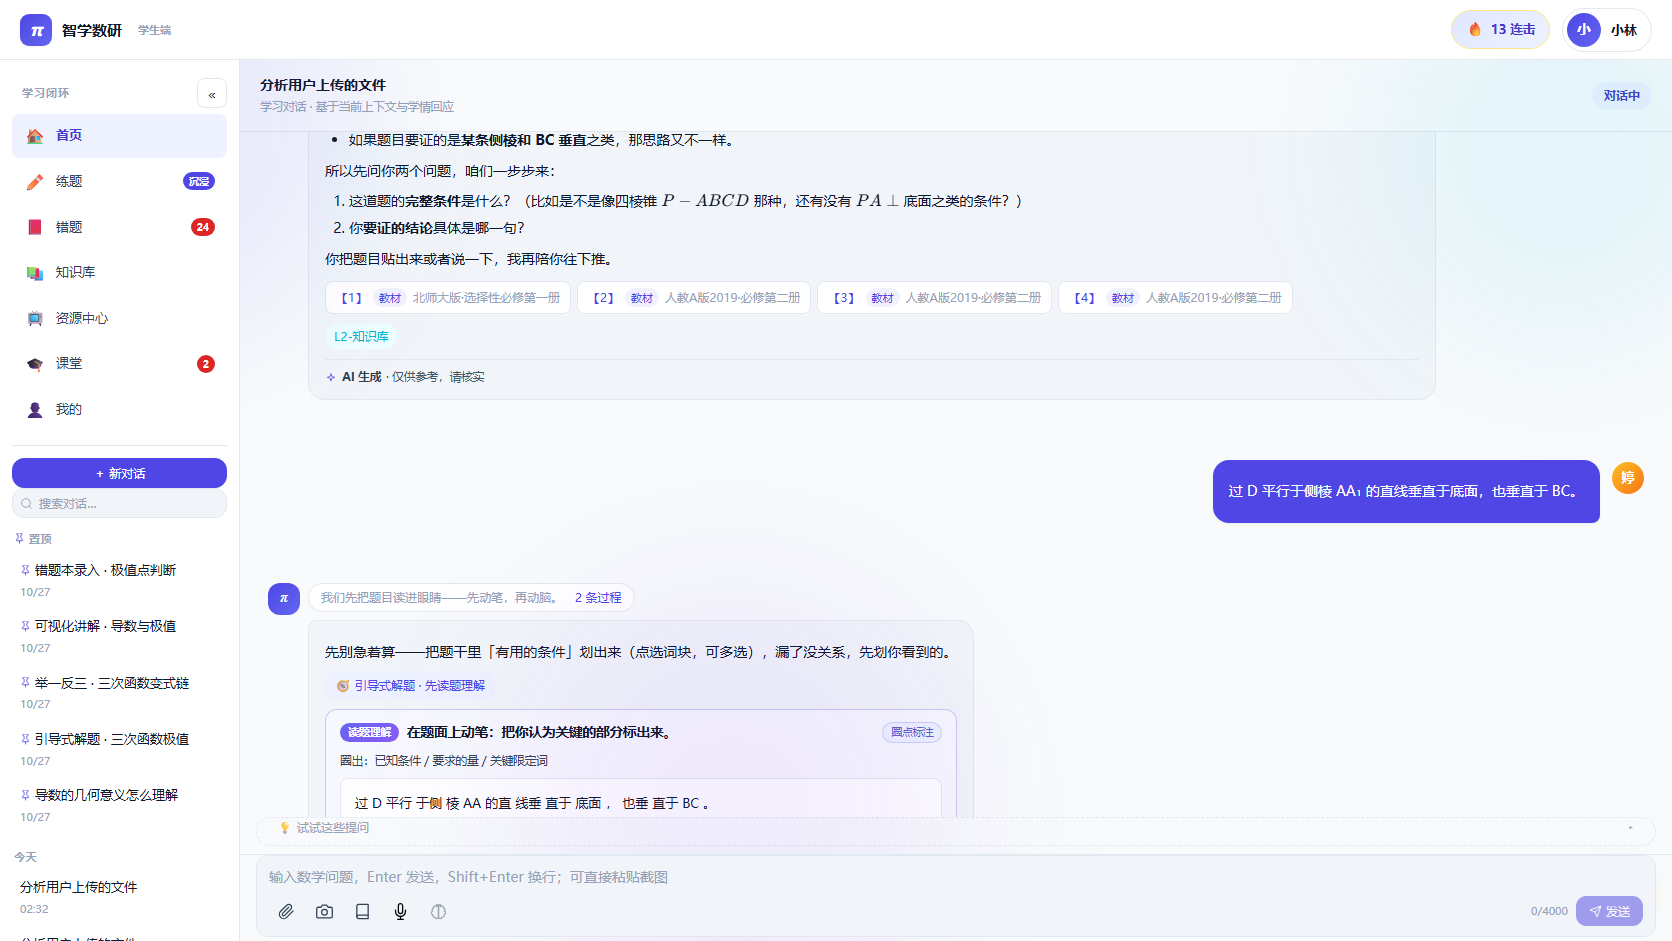 π 智学数研 学生端
13 连击
小 小林
学习闭环
«
首页
练题 沉浸
错题 24
知识库
资源中心
课堂 2
我的
+ 新对话
搜索对话...
置顶
错题本录入 · 极值点判断
10/27
可视化讲解 · 导数与极值
10/27
举一反三 · 三次函数变式链
10/27
引导式解题 · 三次函数极值
10/27
导数的几何意义怎么理解
10/27
今天
分析用户上传的文件
02:32
分析用户上传的文件
学习对话 · 基于当前上下文与学情回应
对话中
• 如果题目要证的是某条侧棱和 BC 垂直之类，那思路又不一样。
所以先问你两个问题，咱们一步步来：
1. 这道题的完整条件是什么？（比如是不是像四棱锥 P − ABCD 那种，还有没有 PA ⊥ 底面之类的条件？）
2. 你要证的结论具体是哪一句？
你把题目贴出来或者说一下，我再陪你往下推。
【1】 教材 北师大版·选择性必修第一册
【2】 教材 人教A版2019·必修第二册
【3】 教材 人教A版2019·必修第二册
【4】 教材 人教A版2019·必修第二册
L2-知识库
AI 生成 · 仅供参考，请核实
过 D 平行于侧棱 AA₁ 的直线垂直于底面，也垂直于 BC。
婷
π
我们先把题目读进眼睛——先动笔，再动脑。 2 条过程
先别急着算——把题干里「有用的条件」划出来（点选词块，可多选），漏了没关系，先划你看到的。
引导式解题 · 先读题理解
读题理解 在题面上动笔：把你认为关键的部分标出来。 圈点标注
圈出：已知条件 / 要求的量 / 关键限定词
过 D 平行 于侧 棱 AA 的直 线垂 直于 底面 ， 也垂 直于 BC 。
试试这些提问
输入数学问题，Enter 发送，Shift+Enter 换行；可直接粘贴截图
0/4000
发送